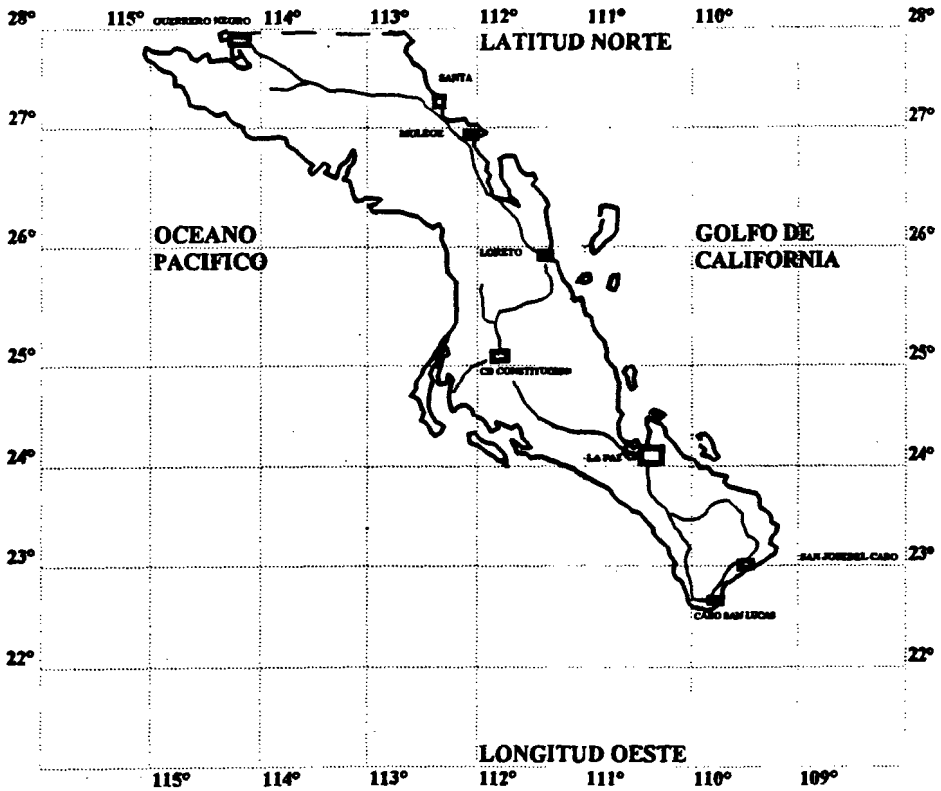 28° 115° 114° 113° 112° 111° 110° 28°
GUERRERO NEGRO
LATITUD NORTE
SANTA
27° 27°
MULEGE
OCEANO
PACIFICO
GOLFO DE
CALIFORNIA
26° 26°
LORETO
25° 25°
CD CONSTITUCION
24° 24°
LA PAZ
23° 23°
SAN JOSE DEL CABO
CABO SAN LUCAS
22° 22°
LONGITUD OESTE
115° 114° 113° 112° 111° 110° 109°